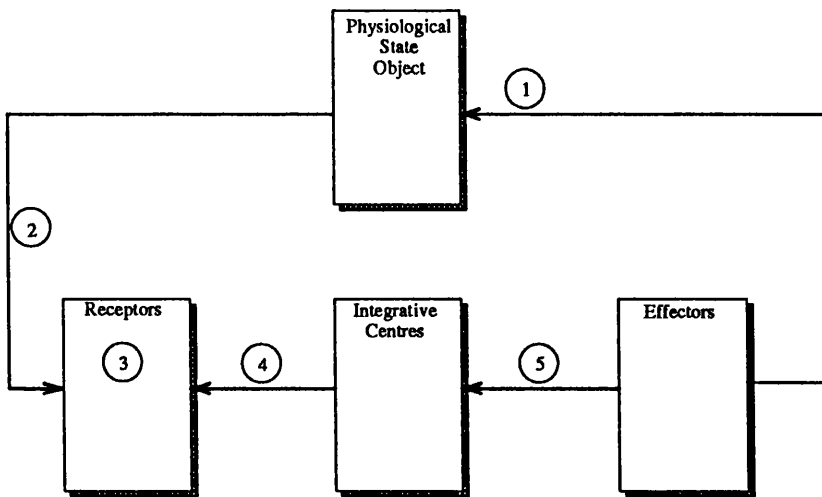 Physiological
State
Object
1
2
Receptors
Integrative
Centres
Effectors
3
4
5